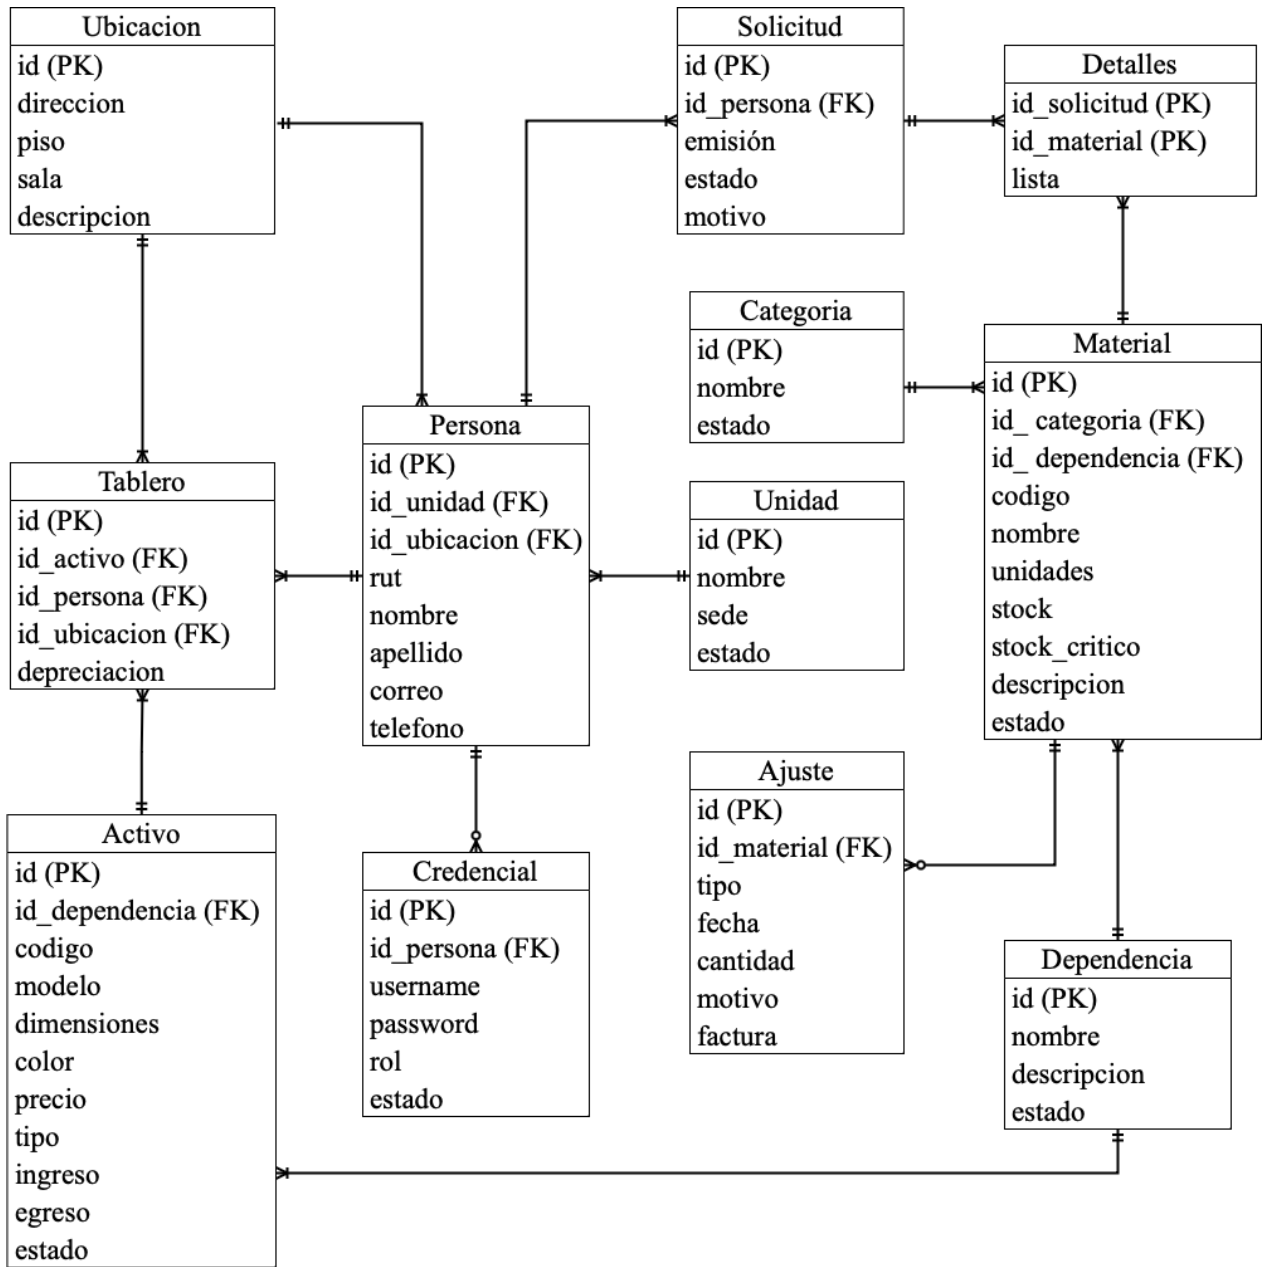 Ubicacion
id (PK)
direccion
piso
sala
descripcion
Solicitud
id (PK)
id_persona (FK)
emisión
estado
motivo
Detalles
id_solicitud (PK)
id_material (PK)
lista
Categoria
id (PK)
nombre
estado
Material
id (PK)
id_ categoria (FK)
id_ dependencia (FK)
codigo
nombre
unidades
stock
stock_critico
descripcion
estado
Persona
id (PK)
id_unidad (FK)
id_ubicacion (FK)
rut
nombre
apellido
correo
telefono
Tablero
id (PK)
id_activo (FK)
id_persona (FK)
id_ubicacion (FK)
depreciacion
Unidad
id (PK)
nombre
sede
estado
Ajuste
id (PK)
id_material (FK)
tipo
fecha
cantidad
motivo
factura
Activo
id (PK)
id_dependencia (FK)
codigo
modelo
dimensiones
color
precio
tipo
ingreso
egreso
estado
Credencial
id (PK)
id_persona (FK)
username
password
rol
estado
Dependencia
id (PK)
nombre
descripcion
estado